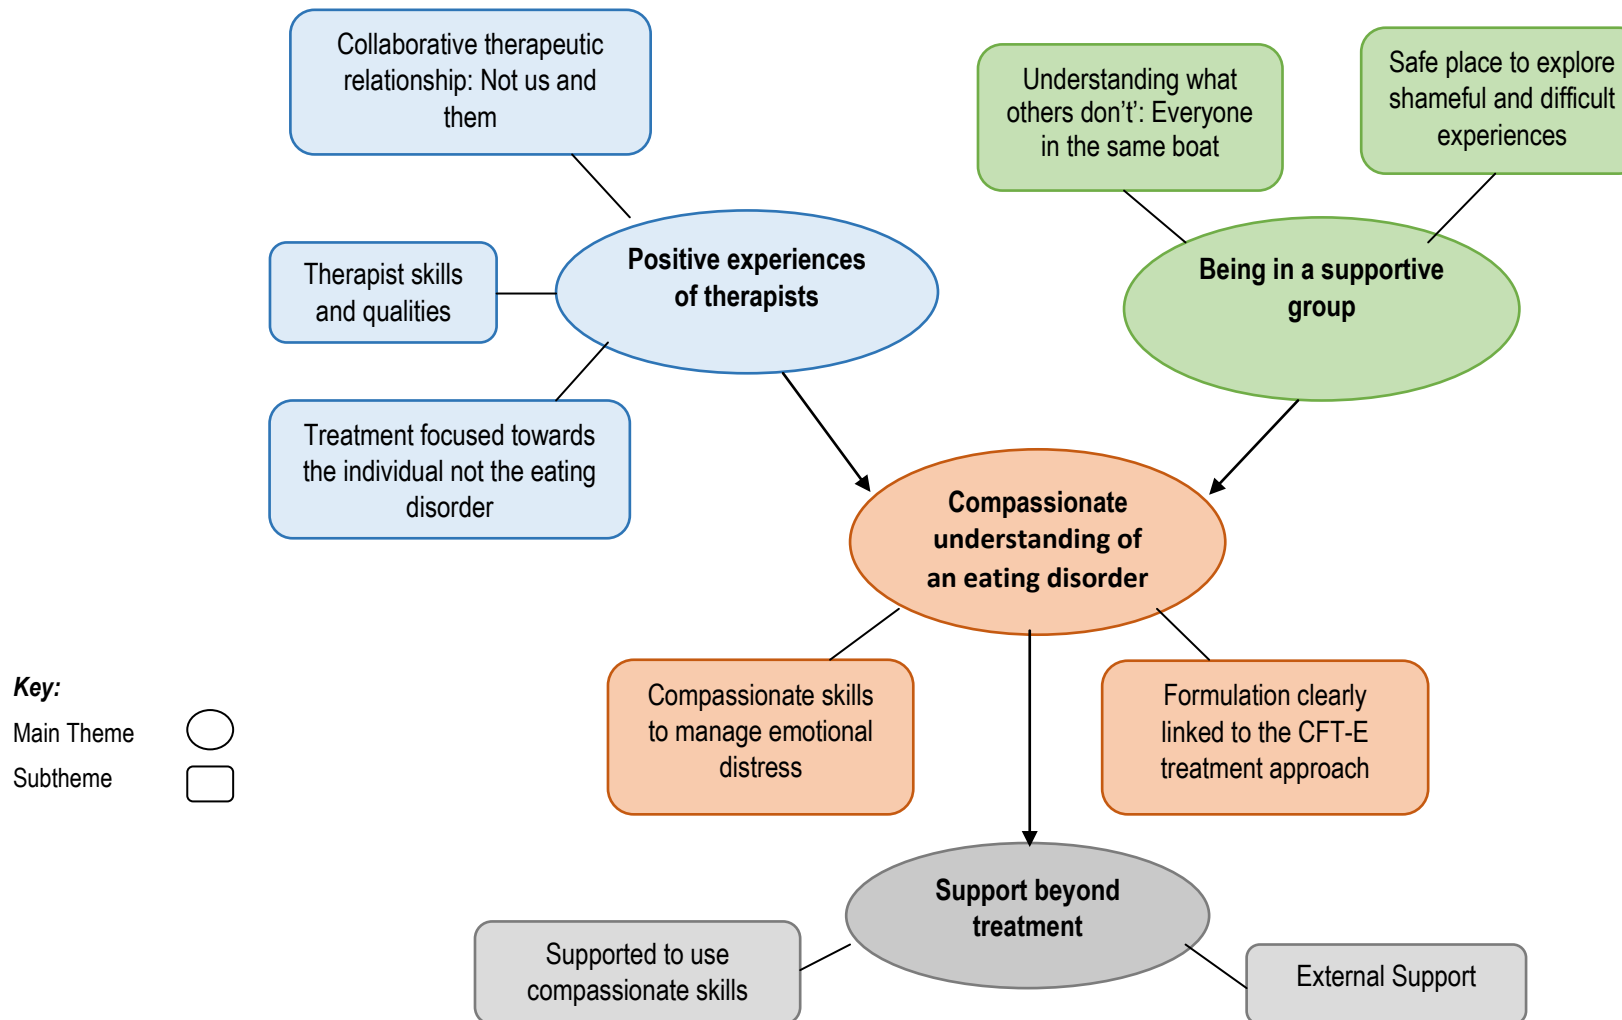 Collaborative therapeutic
relationship: Not us and
them
Understanding what
others don't': Everyone
in the same boat
Safe place to explore
shameful and difficult
experiences
Positive experiences
of therapists
Being in a supportive
group
Therapist skills
and qualities
Treatment focused towards
the individual not the eating
disorder
Compassionate
understanding of
an eating disorder
Key:
Main Theme
Subtheme
Compassionate skills
to manage emotional
distress
Formulation clearly
linked to the CFT-E
treatment approach
Support beyond
treatment
Supported to use
compassionate skills
External Support